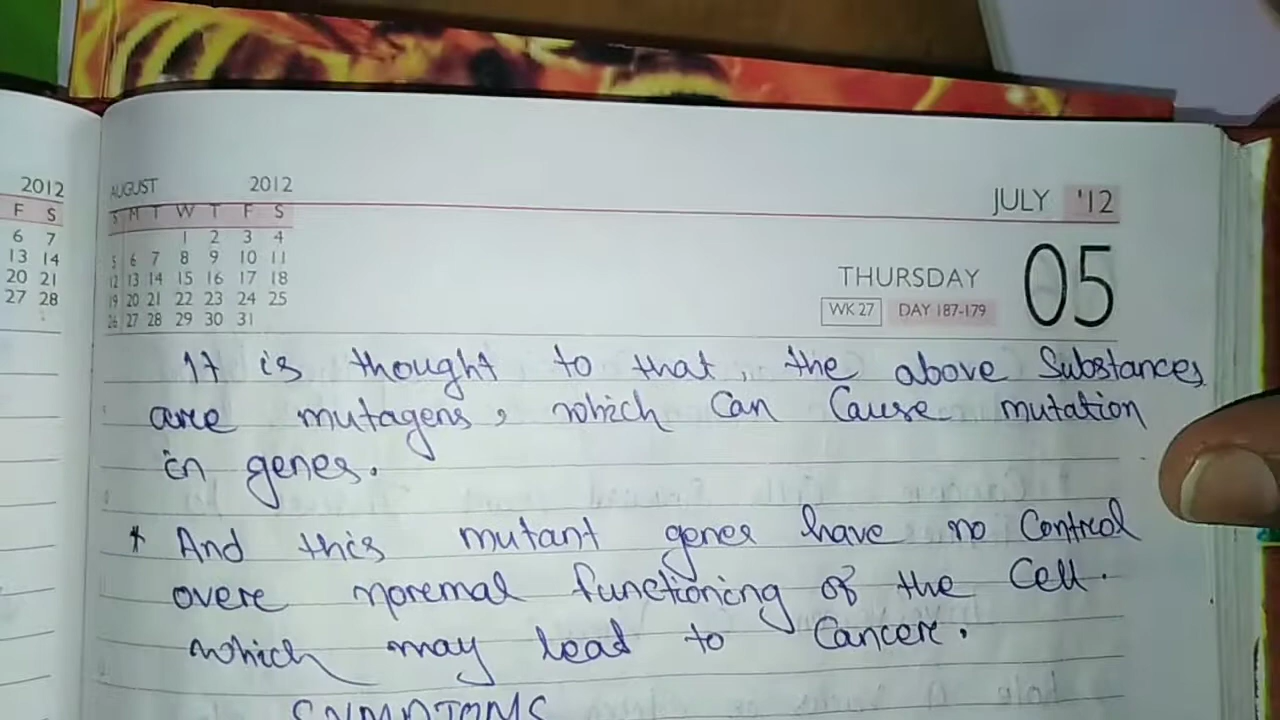 2012
F S
6 7
13 14
20 21
27 28
AUGUST 2012
S M T W T F S
1 2 3 4
5 6 7 8 9 10 11
12 13 14 15 16 17 18
19 20 21 22 23 24 25
26 27 28 29 30 31
JULY '12
THURSDAY 05
WK 27 DAY 187-179
It is thought to that, the above Substances
are mutagens, which can cause mutation
in genes.
* And this mutant genes have no Control
overe noremal functioning of the Cell.
which may lead to Cancere.
SYMPTOMS